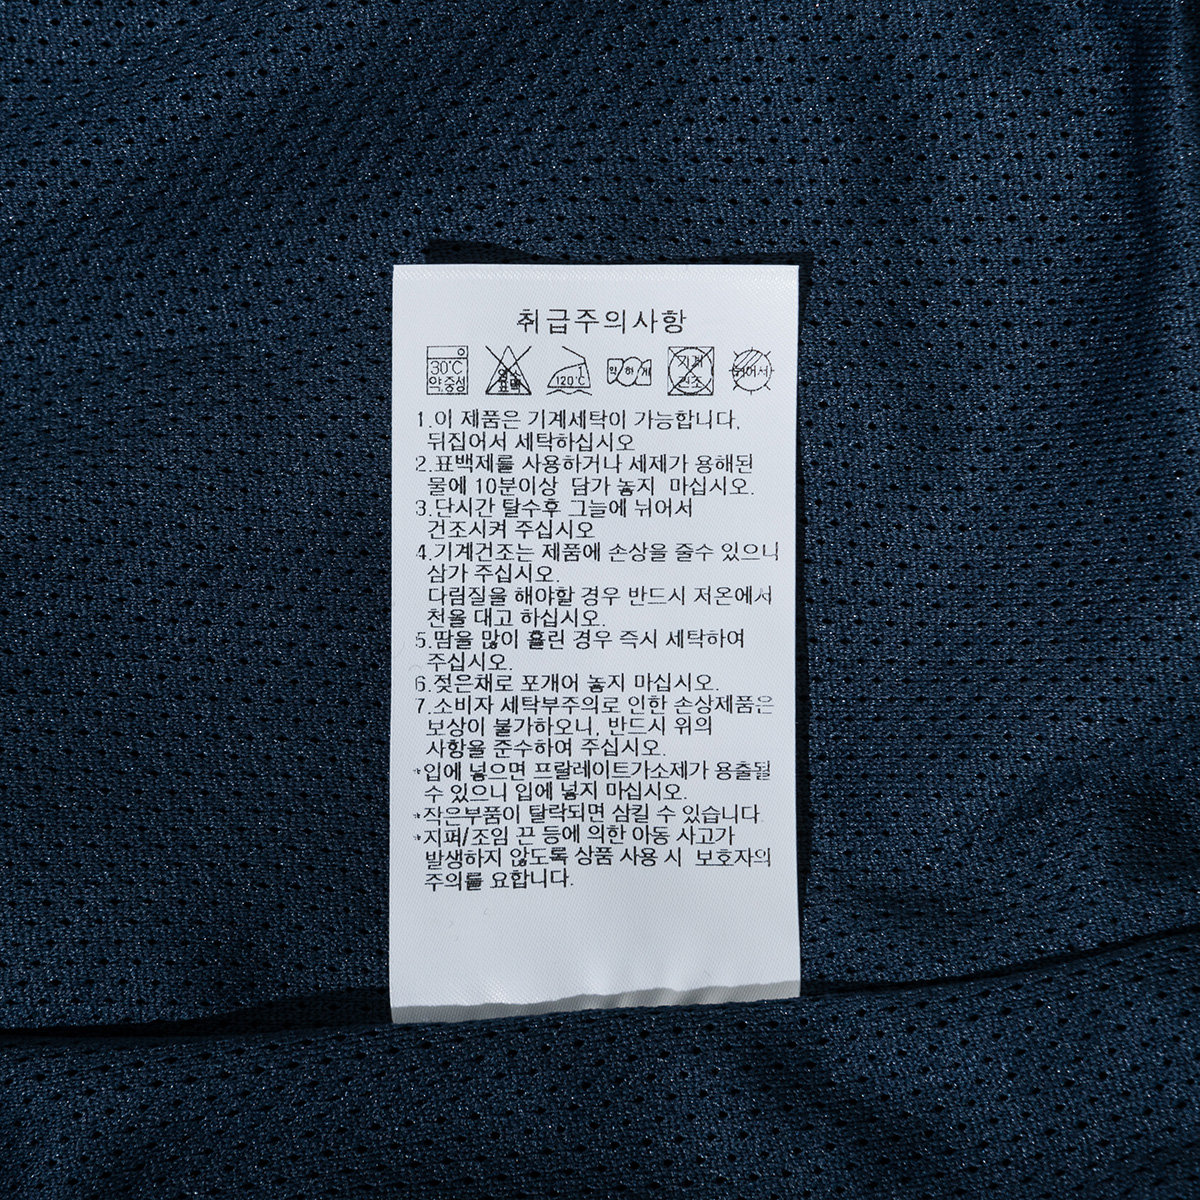 취급주의사항
30℃ 약.중성 염소 표백 120℃ 약하게 기계 건조 뉘어서
1.이 제품은 기계세탁이 가능합니다.
뒤집어서 세탁하십시오
2.표백제를 사용하거나 세제가 용해된
물에 10분이상 담가 놓지 마십시오.
3.단시간 탈수후 그늘에 뉘어서
건조시켜 주십시오
4.기계건조는 제품에 손상을 줄수 있으니
삼가 주십시오.
다림질을 해야할 경우 반드시 저온에서
천을 대고 하십시오.
5.땀을 많이 흘린 경우 즉시 세탁하여
주십시오.
6.젖은채로 포개어 놓지 마십시오.
7.소비자 세탁부주의로 인한 손상제품은
보상이 불가하오니, 반드시 위의
사항을 준수하여 주십시오.
*입에 넣으면 프랄레이트가소제가 용출될
수 있으니 입에 넣지 마십시오.
*작은부품이 탈락되면 삼킬 수 있습니다.
*지퍼/조임 끈 등에 의한 아동 사고가
발생하지 않도록 상품 사용 시 보호자의
주의를 요합니다.